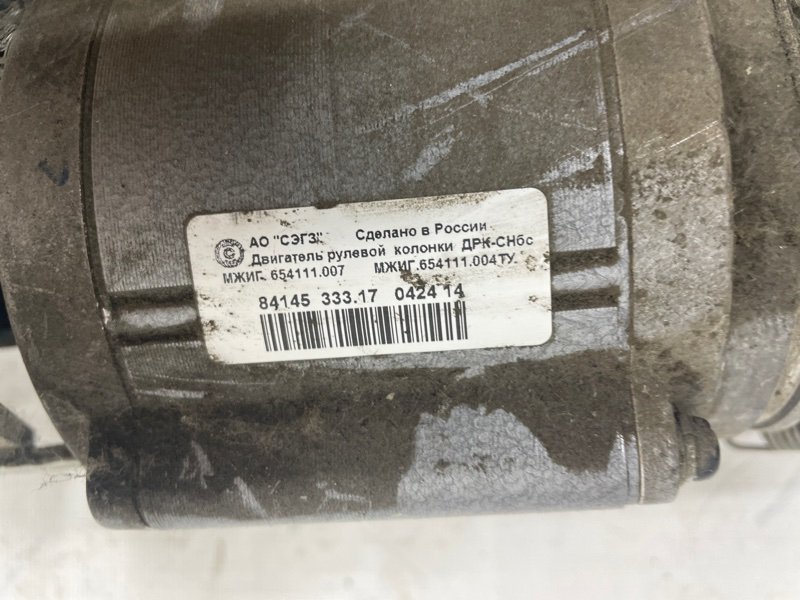 АО "СЭГЗ" Сделано в России
Двигатель рулевой колонки ДРК-СНбс
МЖИГ. 654111.007 МЖИГ.654111.004ТУ.
84145 333.17 0424 14